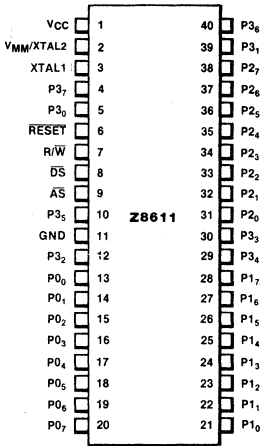 VCC 1 40 P3₆
VMM/XTAL2 2 39 P3₁
XTAL1 3 38 P2₇
P3₇ 4 37 P2₆
P3₀ 5 36 P2₅
RESET 6 35 P2₄
R/W 7 34 P2₃
DS 8 33 P2₂
AS 9 32 P2₁
P3₅ 10 Z8611 31 P2₀
GND 11 30 P3₃
P3₂ 12 29 P3₄
P0₀ 13 28 P1₇
P0₁ 14 27 P1₆
P0₂ 15 26 P1₅
P0₃ 16 25 P1₄
P0₄ 17 24 P1₃
P0₅ 18 23 P1₂
P0₆ 19 22 P1₁
P0₇ 20 21 P1₀